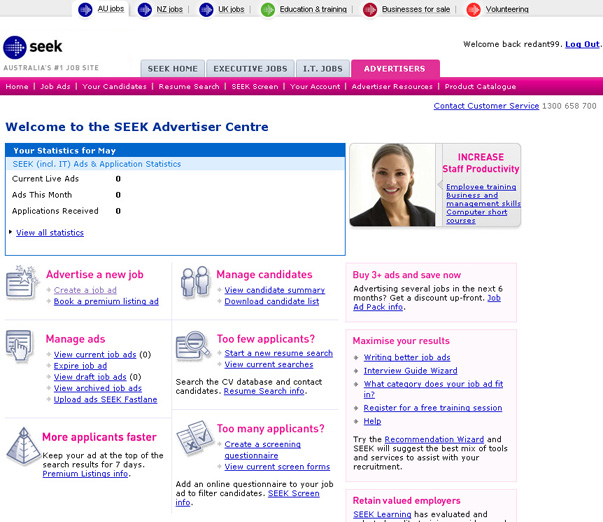 AU jobs
NZ jobs
UK jobs
Education & training
Businesses for sale
Volunteering
seek
AUSTRALIA'S #1 JOB SITE
Welcome back redant99. Log Out.
SEEK HOME
EXECUTIVE JOBS
I.T. JOBS
ADVERTISERS
Home | Job Ads | Your Candidates | Resume Search | SEEK Screen | Your Account | Advertiser Resources | Product Catalogue
Contact Customer Service 1300 658 700
Welcome to the SEEK Advertiser Centre
Your Statistics for May
SEEK (incl. IT) Ads & Application Statistics
Current Live Ads 0
Ads This Month 0
Applications Received 0
View all statistics
INCREASE
Staff Productivity
Employee training
Business and
management skills
Computer short
courses
Advertise a new job
Create a job ad
Book a premium listing ad
Manage candidates
View candidate summary
Download candidate list
Buy 3+ ads and save now
Advertising several jobs in the next 6
months? Get a discount up-front. Job
Ad Pack info.
Manage ads
View current job ads (0)
Expire job ad
View draft job ads (0)
View archived job ads
Upload ads SEEK Fastlane
Too few applicants?
Start a new resume search
View current searches
Search the CV database and contact
candidates. Resume Search info.
Maximise your results
Writing better job ads
Interview Guide Wizard
What category does your job ad fit
in?
Register for a free training session
Help
Try the Recommendation Wizard and
SEEK will suggest the best mix of tools
and services to assist with your
recruitment.
More applicants faster
Keep your ad at the top of the
search results for 7 days.
Premium Listings info.
Too many applicants?
Create a screening
questionnaire
View current screen forms
Add an online questionnaire to your job
ad to filter candidates. SEEK Screen
info.
Retain valued employers
SEEK Learning has evaluated and